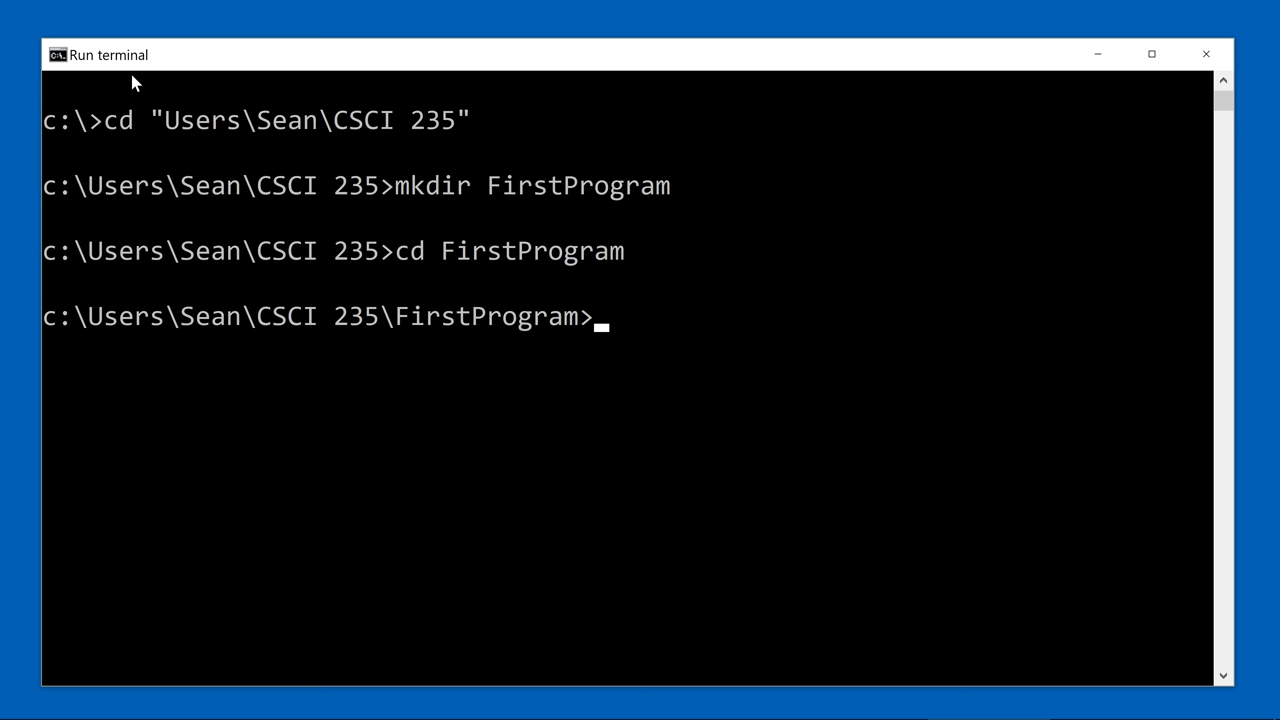 Run terminal
c:\>cd "Users\Sean\CSCI 235"
c:\Users\Sean\CSCI 235>mkdir FirstProgram
c:\Users\Sean\CSCI 235>cd FirstProgram
c:\Users\Sean\CSCI 235\FirstProgram>